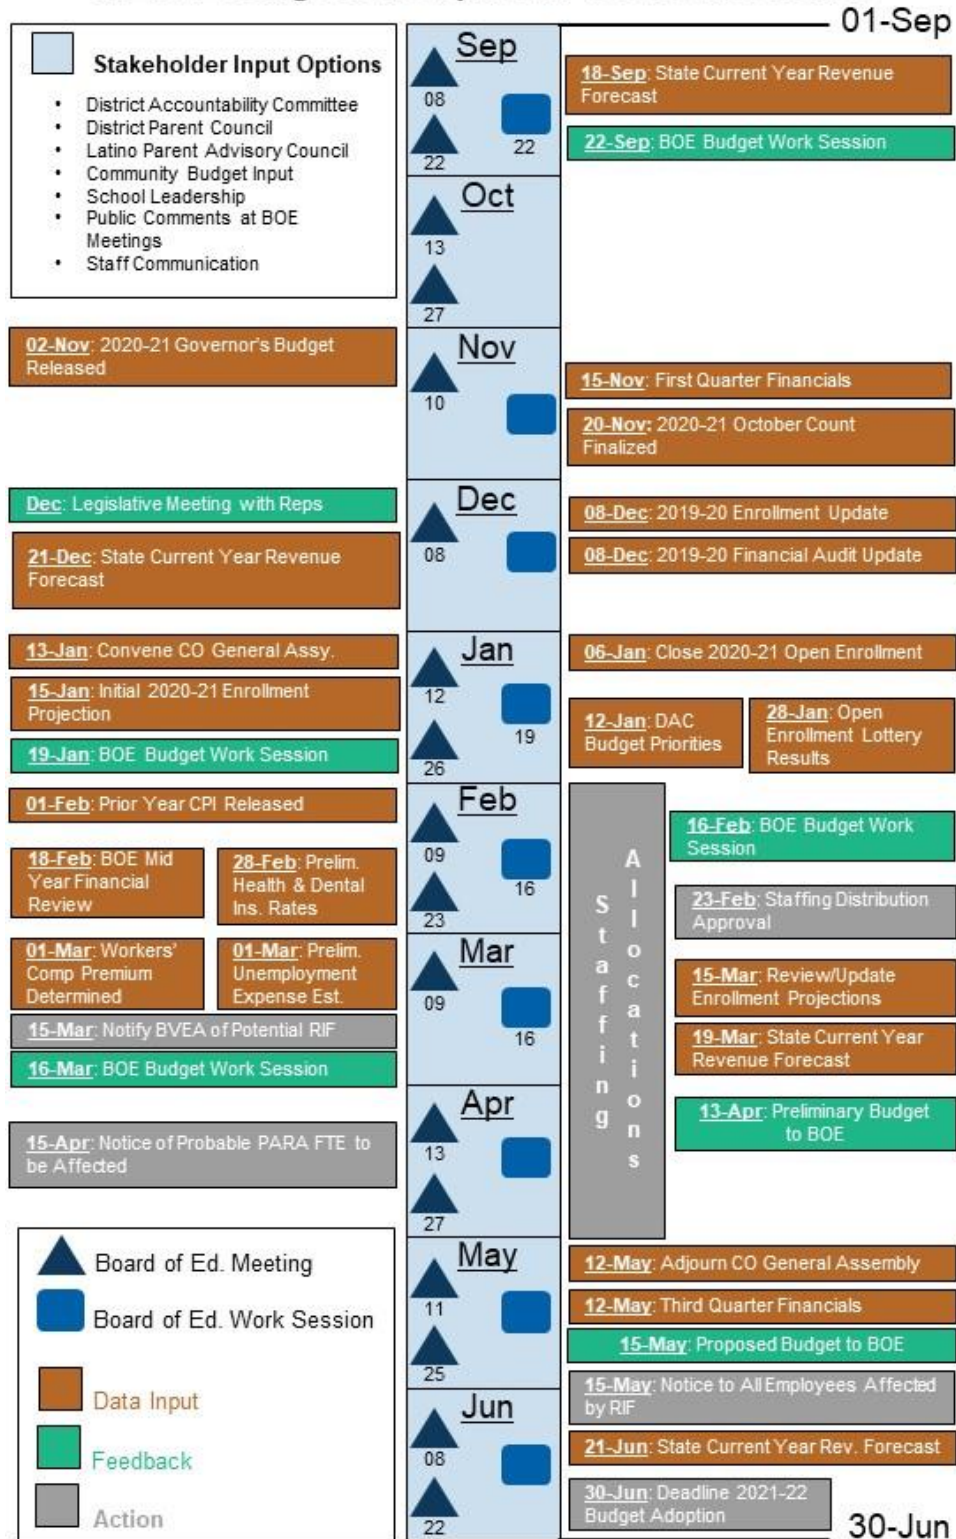 01-Sep
Stakeholder Input Options
• District Accountability Committee
• District Parent Council
• Latino Parent Advisory Council
• Community Budget Input
• School Leadership
• Public Comments at BOE
Meetings
• Staff Communication
Sep
08
22
22
18-Sep: State Current Year Revenue
Forecast
22-Sep: BOE Budget Work Session
Oct
13
27
02-Nov: 2020-21 Governor's Budget
Released
Nov
10
15-Nov: First Quarter Financials
20-Nov: 2020-21 October Count
Finalized
Dec: Legislative Meeting with Reps
21-Dec: State Current Year Revenue
Forecast
Dec
08
08-Dec: 2019-20 Enrollment Update
08-Dec: 2019-20 Financial Audit Update
13-Jan: Convene CO General Assy.
15-Jan: Initial 2020-21 Enrollment
Projection
19-Jan: BOE Budget Work Session
Jan
12
19
26
06-Jan: Close 2020-21 Open Enrollment
12-Jan: DAC
Budget Priorities
28-Jan: Open
Enrollment Lottery
Results
01-Feb: Prior Year CPI Released
18-Feb: BOE Mid
Year Financial
Review
28-Feb: Prelim.
Health & Dental
Ins. Rates
Feb
09
16
23
Staffing
Allocations
16-Feb: BOE Budget Work
Session
23-Feb: Staffing Distribution
Approval
01-Mar: Workers'
Comp Premium
Determined
01-Mar: Prelim.
Unemployment
Expense Est.
15-Mar: Notify BVEA of Potential RIF
16-Mar: BOE Budget Work Session
Mar
09
16
15-Mar: Review/Update
Enrollment Projections
19-Mar: State Current Year
Revenue Forecast
15-Apr: Notice of Probable PARA FTE to
be Affected
Apr
13
27
13-Apr: Preliminary Budget
to BOE
Board of Ed. Meeting
Board of Ed. Work Session
Data Input
Feedback
Action
May
11
25
12-May: Adjourn CO General Assembly
12-May: Third Quarter Financials
15-May: Proposed Budget to BOE
15-May: Notice to All Employees Affected
by RIF
Jun
08
22
21-Jun: State Current Year Rev. Forecast
30-Jun: Deadline 2021-22
Budget Adoption
30-Jun